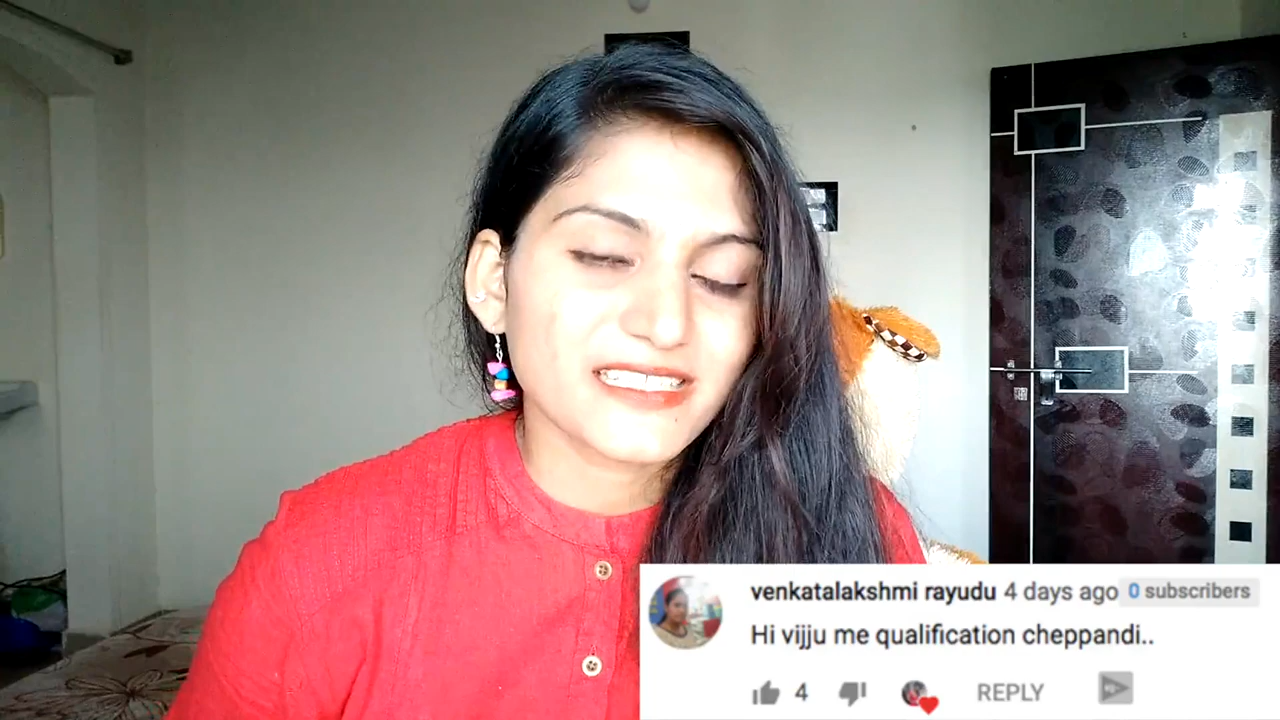 venkatalakshmi rayudu 4 days ago 0 subscribers
Hi vijju me qualification cheppandi..
4 REPLY